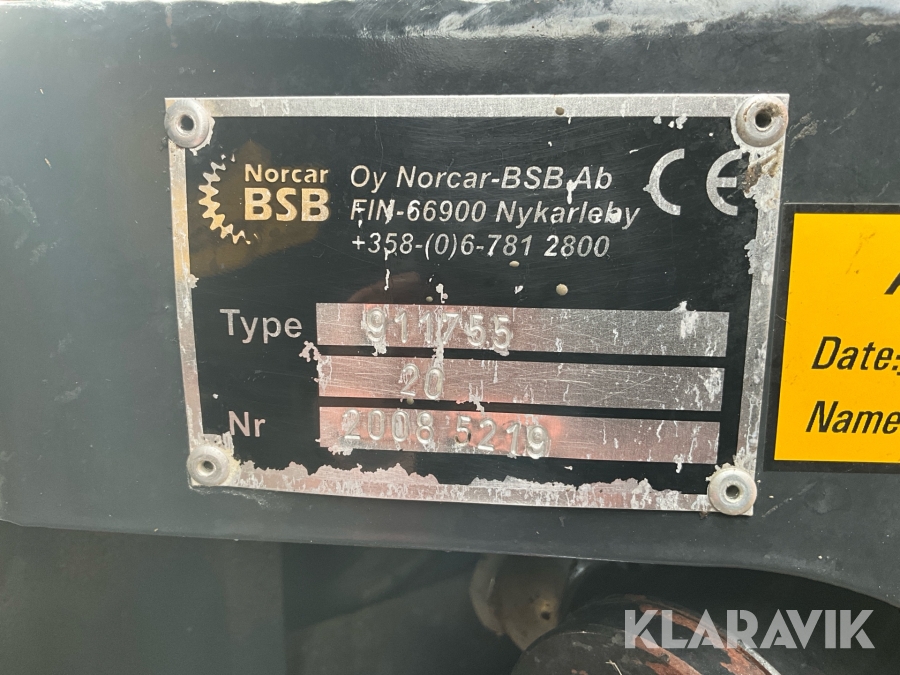 Norcar
BSB
Oy Norcar-BSB Ab
FIN-66900 Nykarleby
+358-(0)6-781 2800
CE
Type 911755
20
Nr 2008 5219
Date:
Name
KLARAVIK